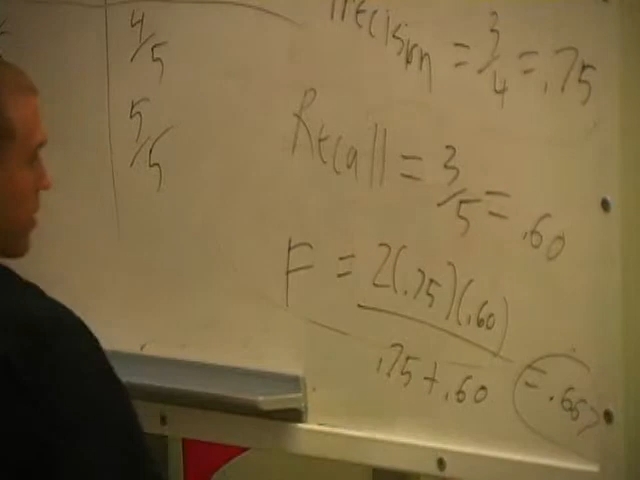 4/5
5/5
Precision = 3/4 = .75
Recall = 3/5 = .60
F = 2(.75)(.60)
.75 + .60
= .667